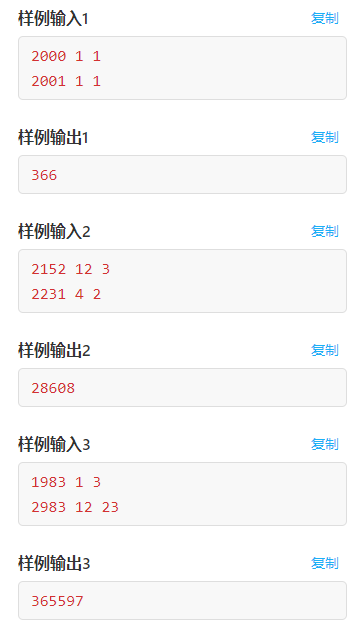 样例输入1 复制
2000 1 1
2001 1 1
样例输出1 复制
366
样例输入2 复制
2152 12 3
2231 4 2
样例输出2 复制
28608
样例输入3 复制
1983 1 3
2983 12 23
样例输出3 复制
365597